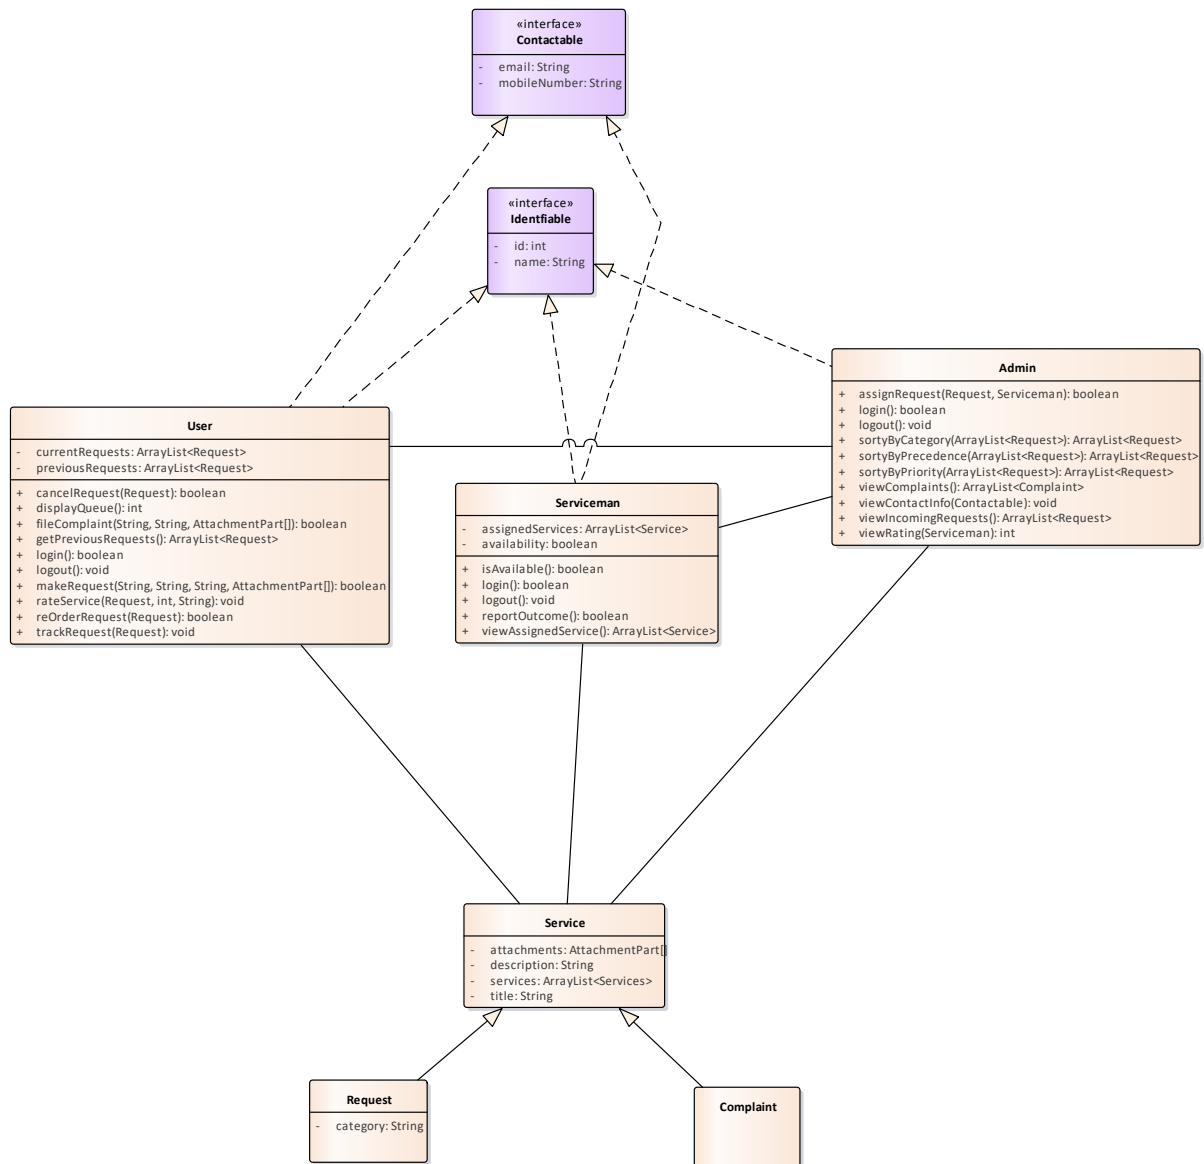 «interface»
Contactable
- email: String
- mobileNumber: String
«interface»
Identfiable
- id: int
- name: String
Admin
+ assignRequest(Request, Serviceman): boolean
+ login(): boolean
+ logout(): void
+ sortyByCategory(ArrayList<Request>): ArrayList<Request>
+ sortyByPrecedence(ArrayList<Request>): ArrayList<Request>
+ sortyByPriority(ArrayList<Request>): ArrayList<Request>
+ viewComplaints(): ArrayList<Complaint>
+ viewContactInfo(Contactable): void
+ viewIncomingRequests(): ArrayList<Request>
+ viewRating(Serviceman): int
User
- currentRequests: ArrayList<Request>
- previousRequests: ArrayList<Request>
+ cancelRequest(Request): boolean
+ displayQueue(): int
+ fileComplaint(String, String, AttachmentPart[]): boolean
+ getPreviousRequests(): ArrayList<Request>
+ login(): boolean
+ logout(): void
+ makeRequest(String, String, String, AttachmentPart[]): boolean
+ rateService(Request, int, String): void
+ reOrderRequest(Request): boolean
+ trackRequest(Request): void
Serviceman
- assignedServices: ArrayList<Service>
- availability: boolean
+ isAvailable(): boolean
+ login(): boolean
+ logout(): void
+ reportOutcome(): boolean
+ viewAssignedService(): ArrayList<Service>
Service
- attachments: AttachmentPart[]
- description: String
- services: ArrayList<Services>
- title: String
Request
- category: String
Complaint